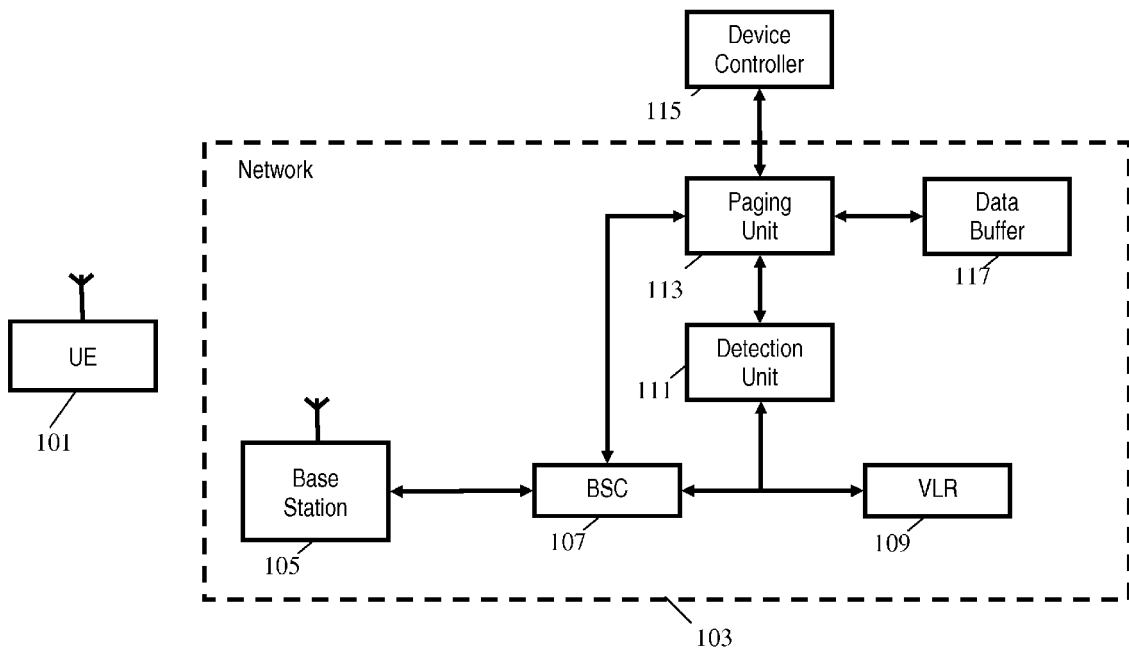 Device
Controller
115
Network
Paging
Unit
113
Data
Buffer
117
UE
101
Detection
Unit
111
Base
Station
105
BSC
107
VLR
109
103